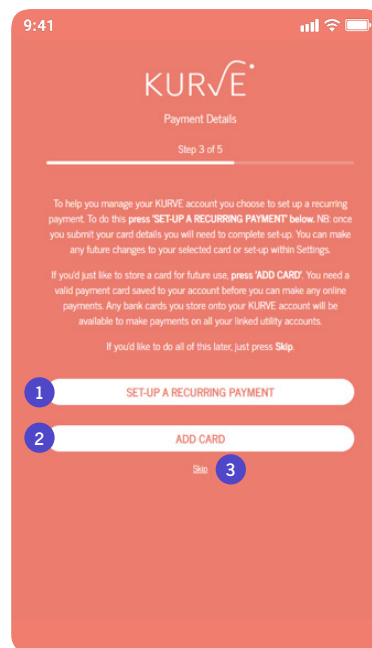 9:41
KURVE
Payment Details
Step 3 of 5
To help you manage your KURVE account you choose to set up a recurring
payment. To do this press 'SET-UP A RECURRING PAYMENT' below. NB: once
you submit your card details you will need to complete set-up. You can make
any future changes to your selected card or set-up within Settings.
If you'd just like to store a card for future use, press 'ADD CARD'. You need a
valid payment card saved to your account before you can make any online
payments. Any bank cards you store onto your KURVE account will be
available to make payments on all your linked utility accounts.
If you'd like to do all of this later, just press Skip.
1 SET-UP A RECURRING PAYMENT
2 ADD CARD
Skip 3